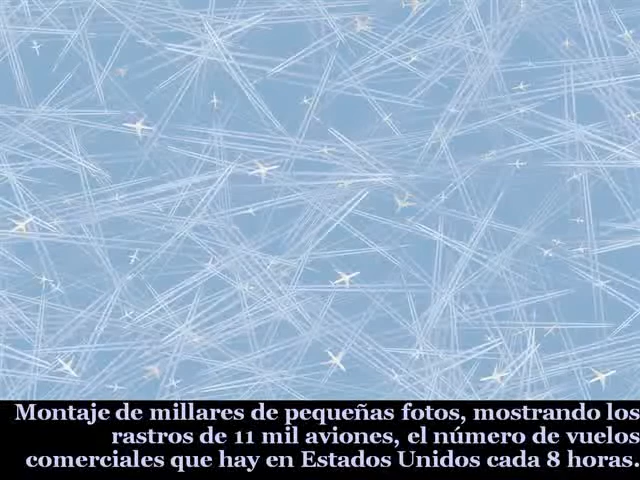 Montaje de millares de pequeñas fotos, mostrando los
rastros de 11 mil aviones, el número de vuelos
comerciales que hay en Estados Unidos cada 8 horas.